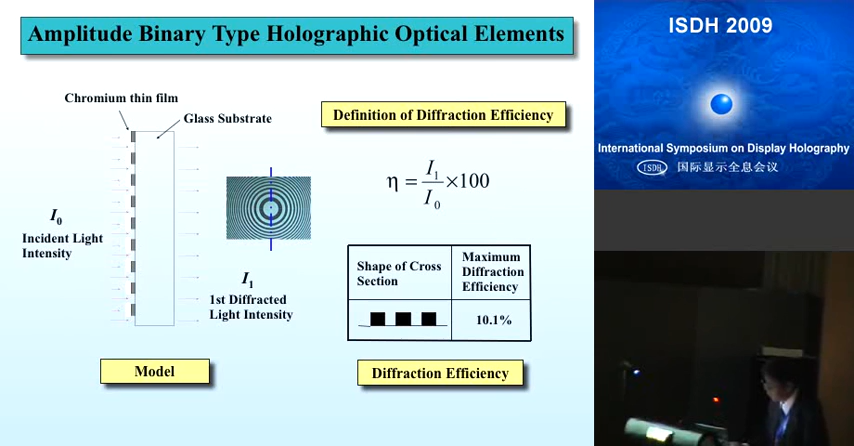 Amplitude Binary Type Holographic Optical Elements
Chromium thin film
Glass Substrate
I0
Incident Light
Intensity
I1
1st Diffracted
Light Intensity
Model
Definition of Diffraction Efficiency
η = I1/I0 ×100
Shape of Cross
Section
Maximum
Diffraction
Efficiency
10.1%
Diffraction Efficiency
ISDH 2009
International Symposium on Display Holography
ISDH 国际显示全息会议